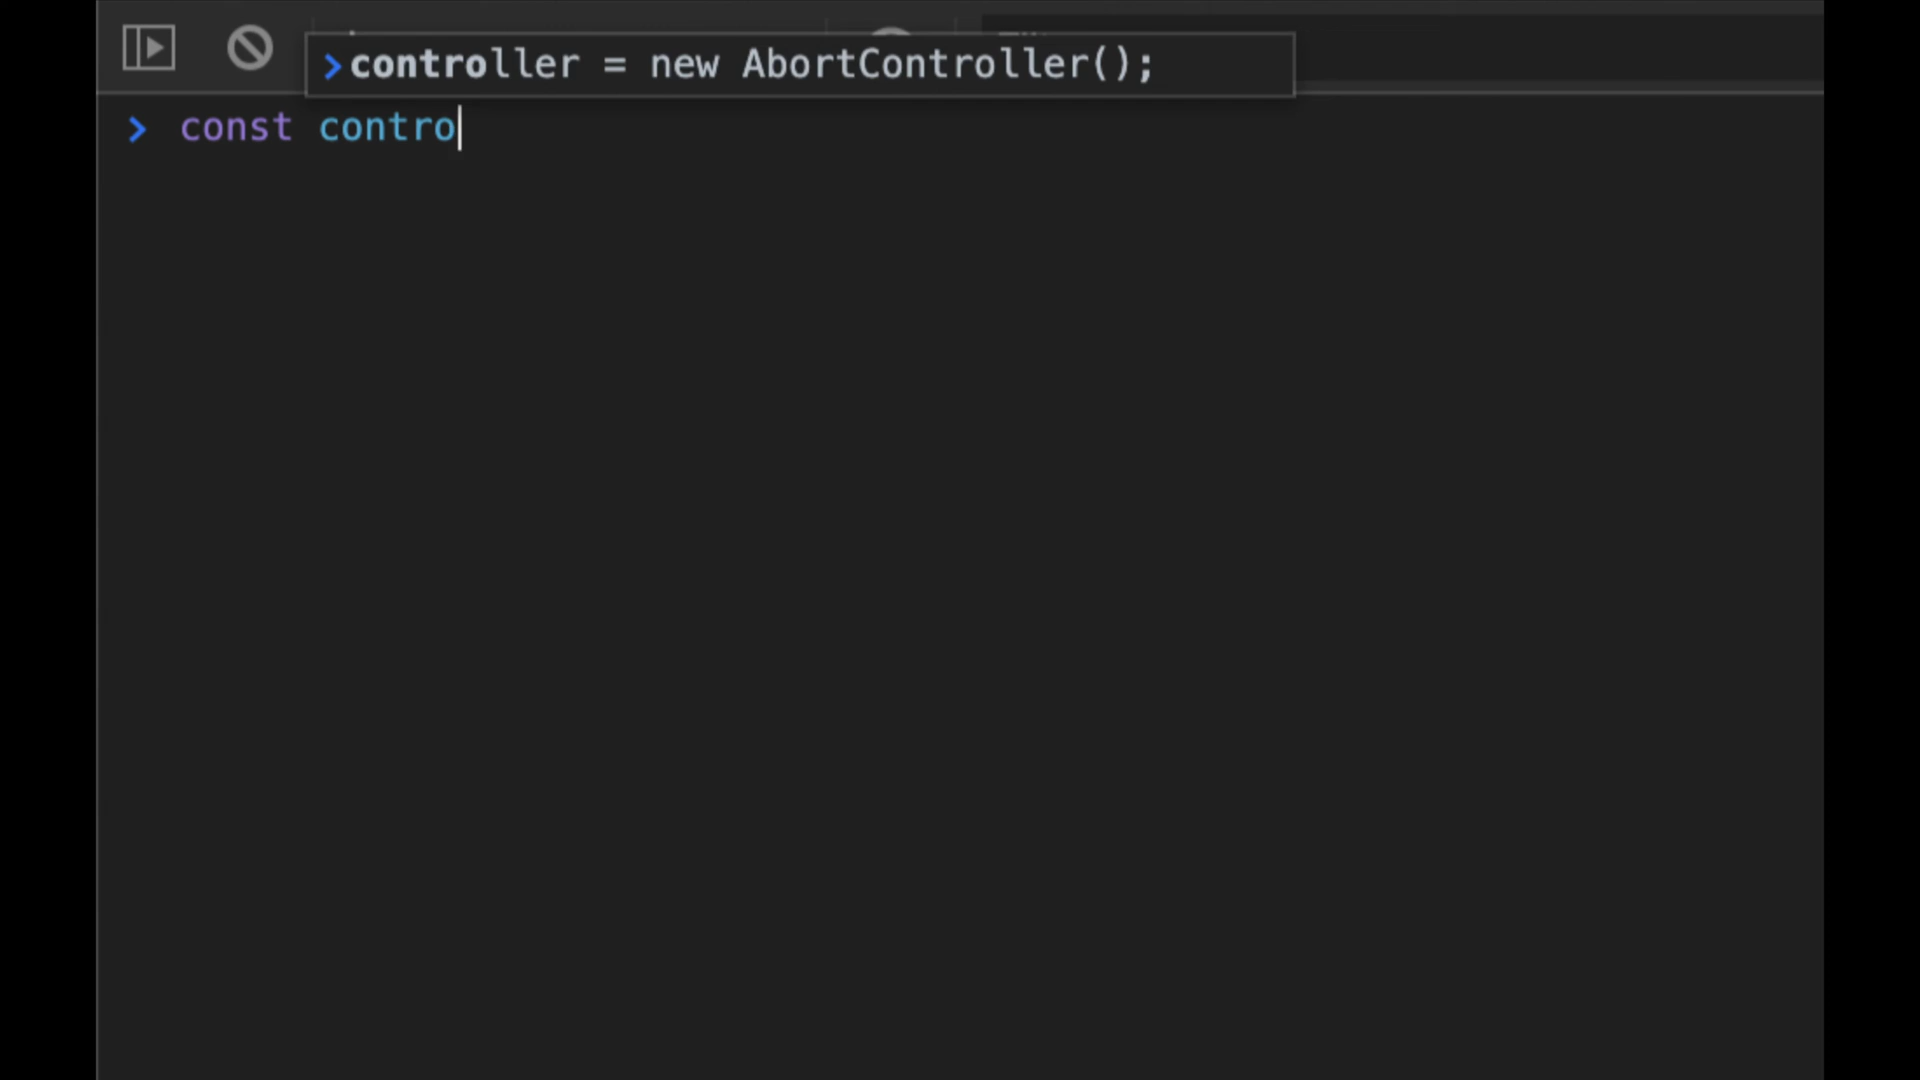 >controller = new AbortController();
> const contro